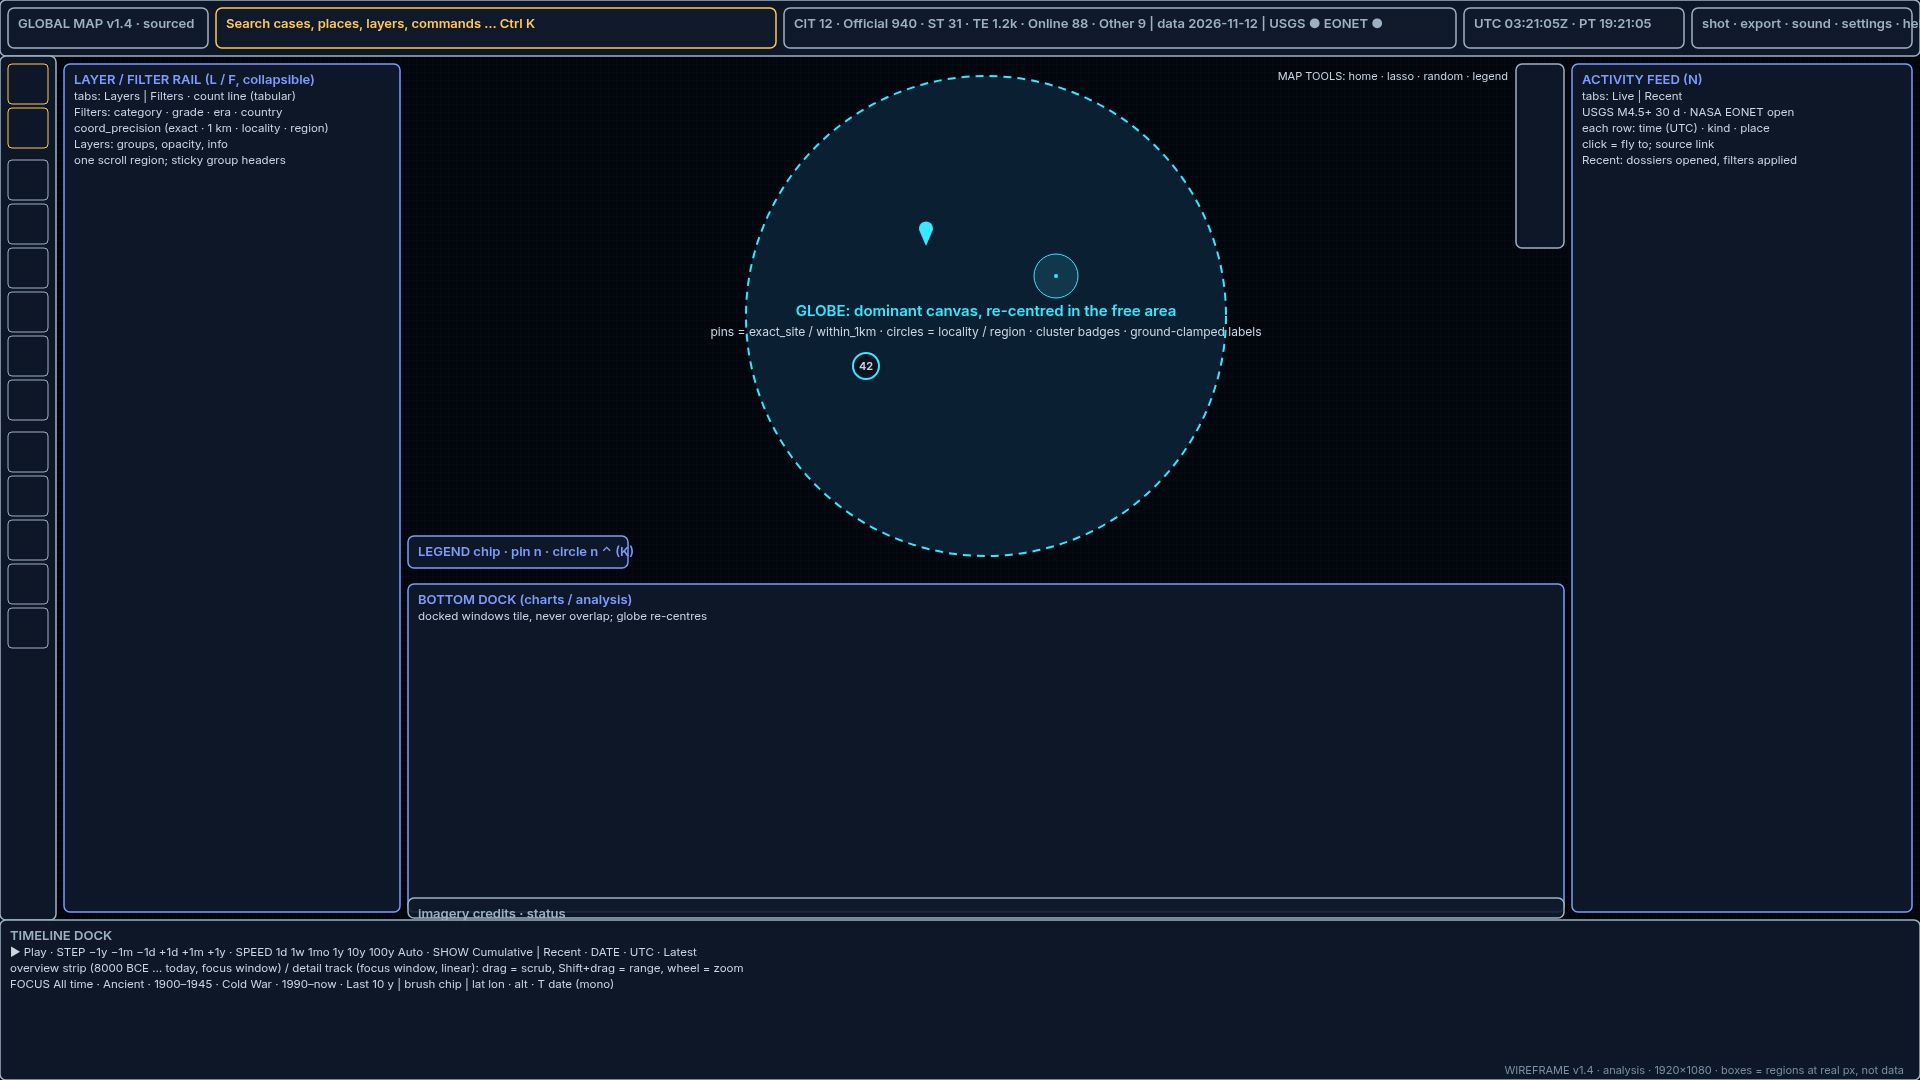 GLOBAL MAP v1.4 · sourced
Search cases, places, layers, commands ... Ctrl K
CIT 12 · Official 940 · ST 31 · TE 1.2k · Online 88 · Other 9 | data 2026-11-12 | USGS ● EONET ●
UTC 03:21:05Z · PT 19:21:05
shot · export · sound · settings · he
LAYER / FILTER RAIL (L / F, collapsible)
tabs: Layers | Filters · count line (tabular)
Filters: category · grade · era · country
coord_precision (exact · 1 km · locality · region)
Layers: groups, opacity, info
one scroll region; sticky group headers
MAP TOOLS: home · lasso · random · legend
ACTIVITY FEED (N)
tabs: Live | Recent
USGS M4.5+ 30 d · NASA EONET open
each row: time (UTC) · kind · place
click = fly to; source link
Recent: dossiers opened, filters applied
GLOBE: dominant canvas, re-centred in the free area
pins = exact_site / within_1km · circles = locality / region · cluster badges · ground-clamped labels
42
LEGEND chip · pin n · circle n ^ (K)
BOTTOM DOCK (charts / analysis)
docked windows tile, never overlap; globe re-centres
Imagery credits · status
TIMELINE DOCK
▶ Play · STEP −1y −1m −1d +1d +1m +1y · SPEED 1d 1w 1mo 1y 10y 100y Auto · SHOW Cumulative | Recent · DATE · UTC · Latest
overview strip (8000 BCE ... today, focus window) / detail track (focus window, linear): drag = scrub, Shift+drag = range, wheel = zoom
FOCUS All time · Ancient · 1900–1945 · Cold War · 1990–now · Last 10 y | brush chip | lat lon · alt · T date (mono)
WIREFRAME v1.4 · analysis · 1920×1080 · boxes = regions at real px, not data